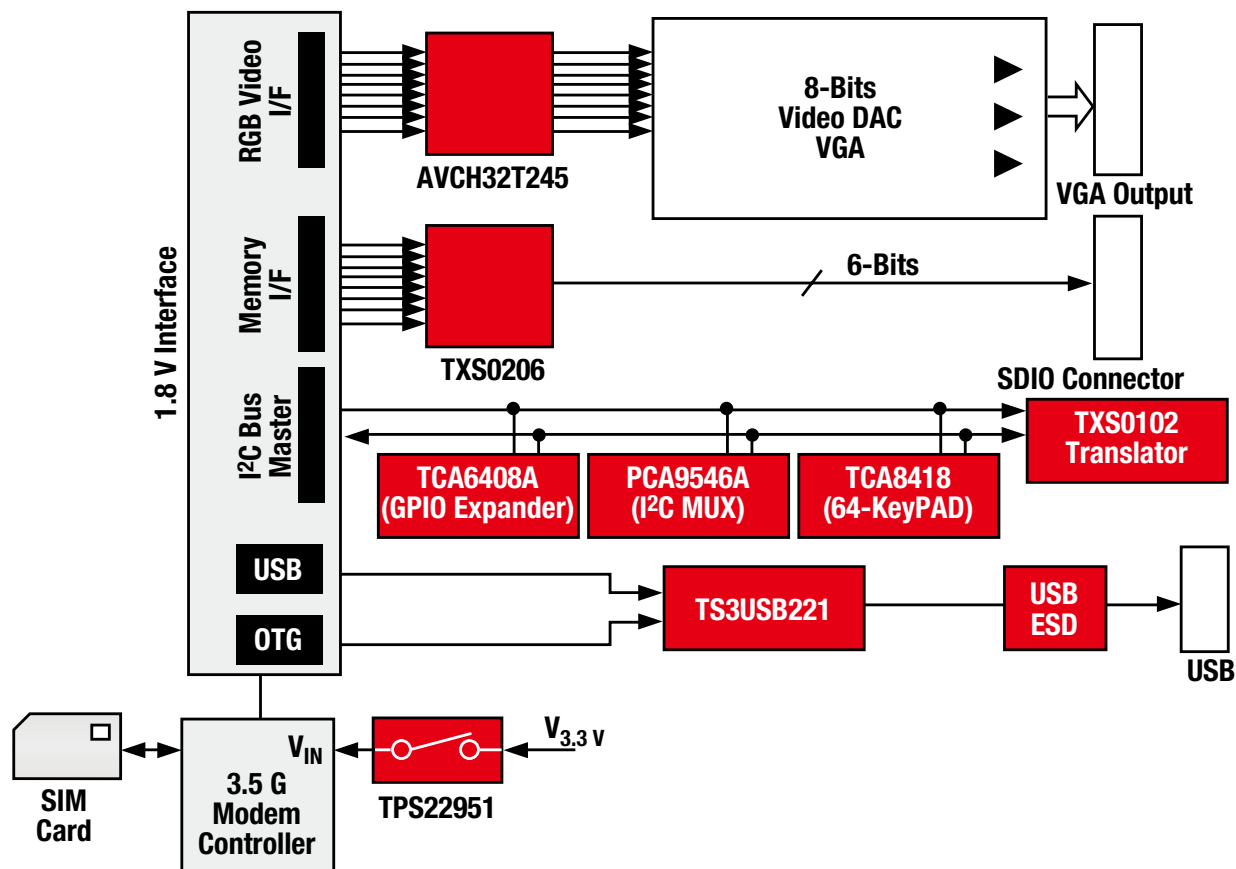 1.8 V Interface
RGB Video
I/F
AVCH32T245
8-Bits
Video DAC
VGA
VGA Output
Memory
I/F
TXS0206
6-Bits
SDIO Connector
I²C Bus
Master
TCA6408A
(GPIO Expander)
PCA9546A
(I²C MUX)
TCA8418
(64-KeyPAD)
TXS0102
Translator
USB
OTG
TS3USB221
USB
ESD
USB
SIM
Card
V_IN
3.5 G
Modem
Controller
TPS22951
V_3.3 V